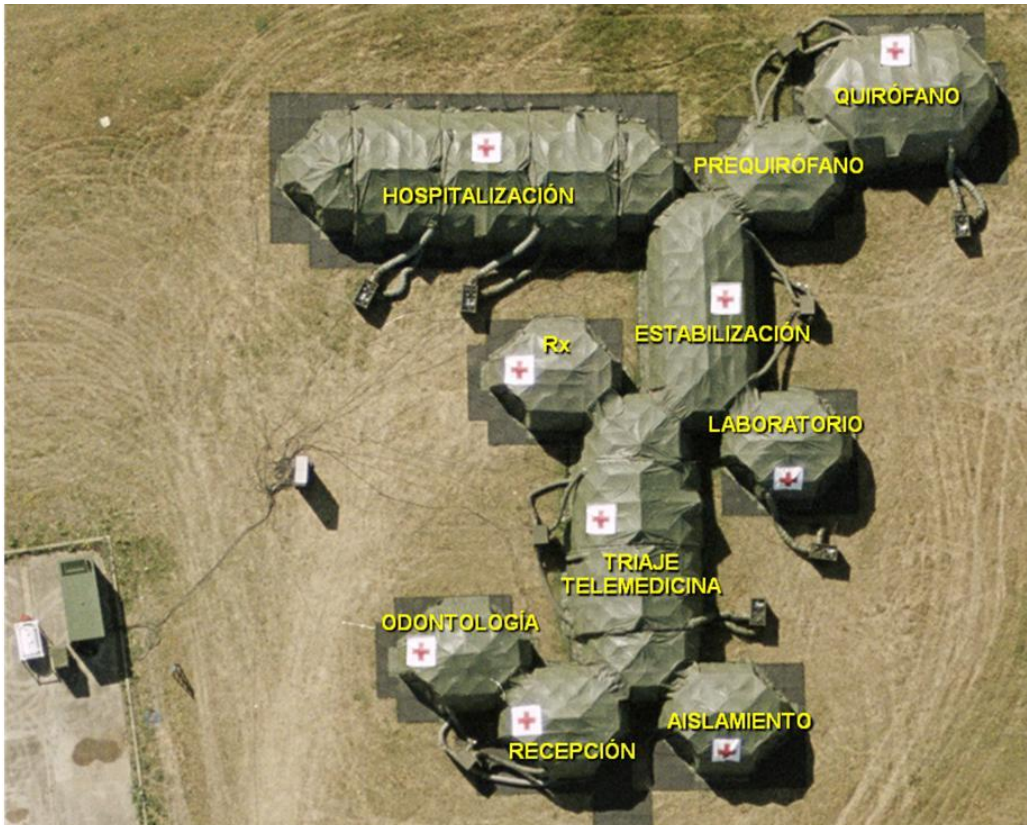 QUIRÓFANO
PREQUIRÓFANO
HOSPITALIZACIÓN
ESTABILIZACIÓN
Rx
LABORATORIO
TRIAJE
TELEMEDICINA
ODONTOLOGÍA
AISLAMIENTO
RECEPCIÓN